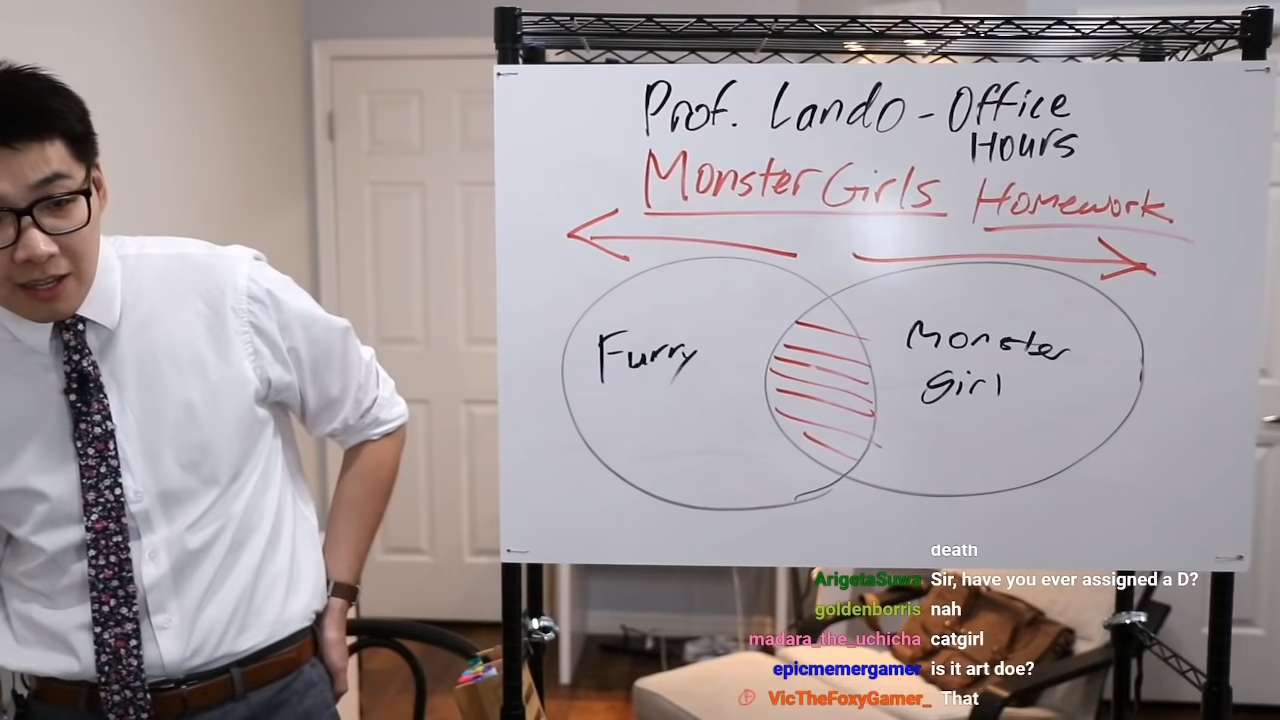 Prof. Lando - Office
Hours
Monster Girls Homework
Furry
Monster
Girl
death
ArigetaSuwa Sir, have you ever assigned a D?
goldenborris nah
madara_the_uchicha catgirl
epicmemergamer is it art doe?
VicTheFoxyGamer_ That